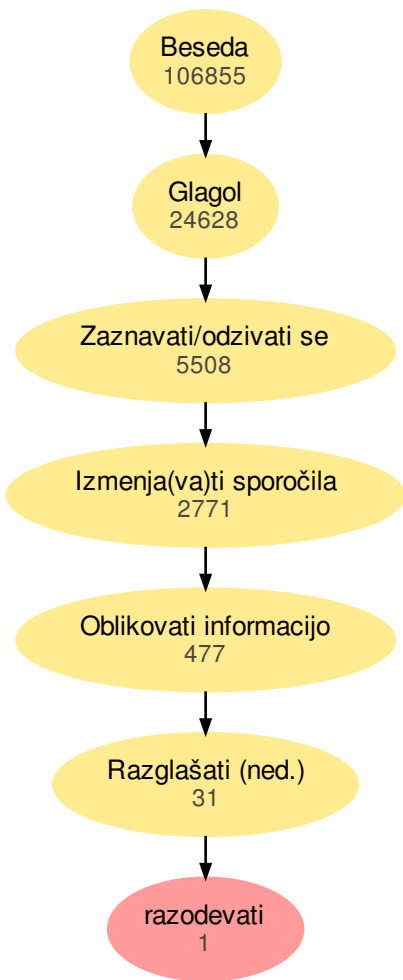 Beseda
106855
Glagol
24628
Zaznavati/odzivati se
5508
Izmenja(va)ti sporočila
2771
Oblikovati informacijo
477
Razglašati (ned.)
31
razodevati
1